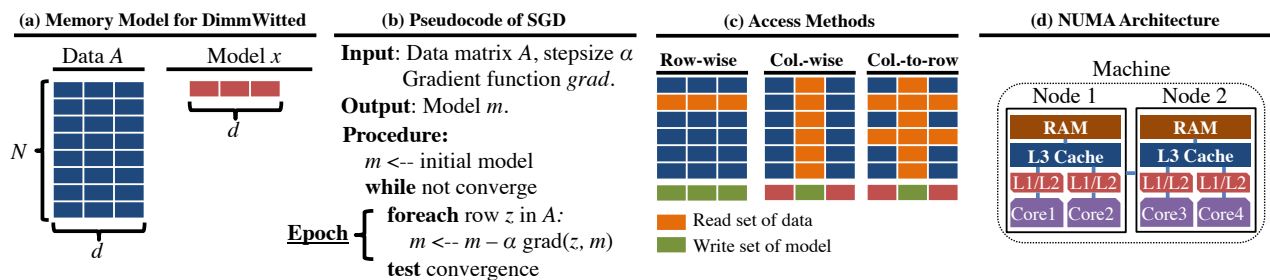 (a) Memory Model for DimmWitted
Data A
Model x
N
d
d
(b) Pseudocode of SGD
Input: Data matrix A, stepsize α
Gradient function grad.
Output: Model m.
Procedure:
m <-- initial model
while not converge
foreach row z in A:
m <-- m – α grad(z, m)
test convergence
Epoch
(c) Access Methods
Row-wise Col.-wise Col.-to-row
Read set of data
Write set of model
(d) NUMA Architecture
Machine
Node 1 Node 2
RAM RAM
L3 Cache L3 Cache
L1/L2 L1/L2 L1/L2 L1/L2
Core1 Core2 Core3 Core4